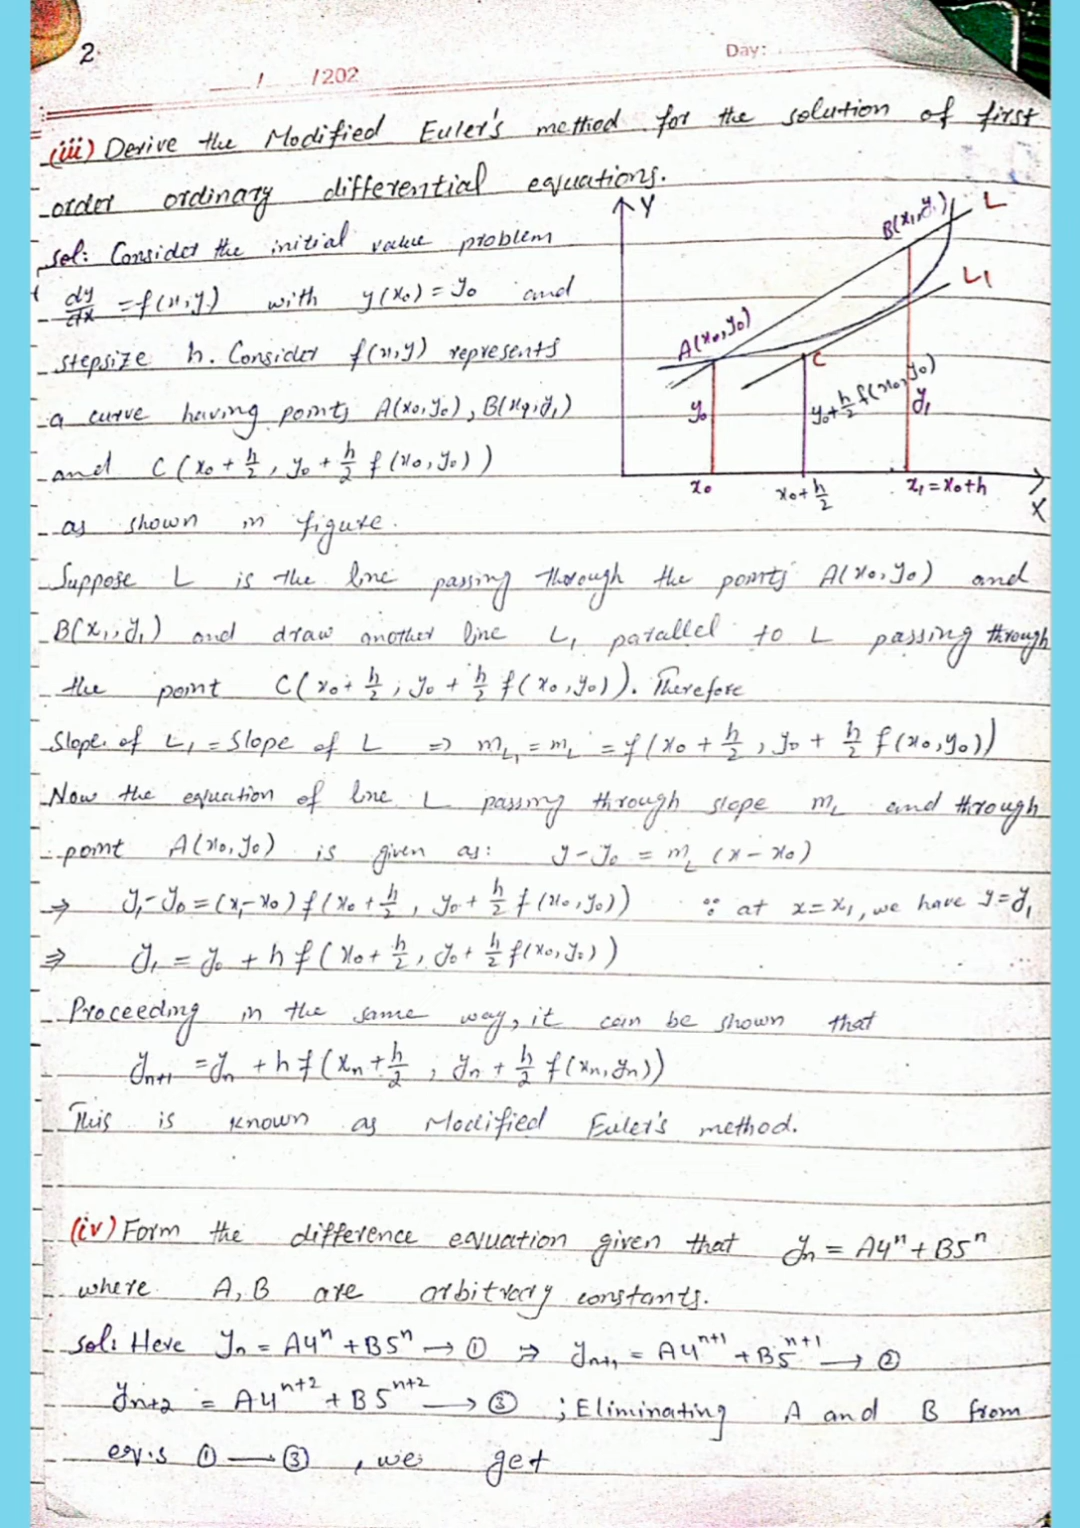 2.
/ /202
Day:
(iii) Derive the Modified Euler's method for the solution of first
order ordinary differential equations.
Sol: Consider the initial value problem
dy/dx = f(x,y) with y(x₀) = y₀ and
stepsize h. Consider f(x,y) represents
a curve having points A(x₀,y₀), B(x₁,y₁)
and C(x₀ + h/2, y₀ + h/2 f(x₀,y₀))
as shown in figure.
Y
B(x₁,y₁)
L
L₁
A(x₀,y₀)
C
y₀
y₀+h/2 f(x₀,y₀)
y₁
x₀
x₀+h/2
x₁=x₀+h
X
Suppose L is the line passing through the points A(x₀,y₀) and
B(x₁,y₁) and draw another line L₁ parallel to L passing through
the point C(x₀+h/2, y₀+h/2 f(x₀,y₀)). Therefore
Slope of L₁ = Slope of L ⇒ m_L₁ = m_L = f(x₀+h/2, y₀+h/2 f(x₀,y₀))
Now the equation of line L passing through slope m_L and through
point A(x₀,y₀) is given as: y-y₀ = m_L (x-x₀)
⇒ y₁-y₀=(x₁-x₀) f(x₀+h/2, y₀+h/2 f(x₀,y₀)) ∵ at x=x₁, we have y=y₁
⇒ y₁ = y₀ + h f(x₀+h/2, y₀+h/2 f(x₀,y₀))
Proceeding in the same way, it can be shown that
yₙ₊₁ = yₙ + h f(xₙ+h/2, yₙ+h/2 f(xₙ,yₙ))
This is known as Modified Euler's method.
(iv) Form the difference equation given that yₙ = A4ⁿ + B5ⁿ
where A, B are arbitrary constants.
Sol: Here yₙ = A4ⁿ + B5ⁿ → ① ⇒ yₙ₊₁ = A4ⁿ⁺¹ + B5ⁿ⁺¹ → ②
yₙ₊₂ = A4ⁿ⁺² + B5ⁿ⁺² → ③ ; Eliminating A and B from
eq.s ① — ③, we get